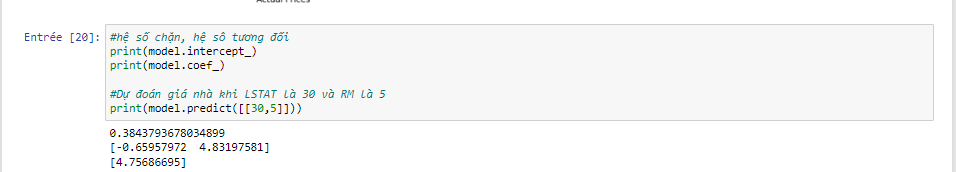 Actual Prices
Entrée [20]:
#hệ số chặn, hệ sô tương đối
print(model.intercept_)
print(model.coef_)
#Dự đoán giá nhà khi LSTAT là 30 và RM là 5
print(model.predict([[30,5]]))
0.3843793678034899
[-0.65957972  4.83197581]
[4.75686695]